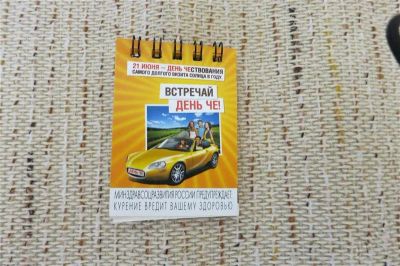 21 ИЮНЯ – ДЕНЬ ЧЕСТВОВАНИЯ
САМОГО ДОЛГОГО ВИЗИТА СОЛНЦА В ГОДУ
ВСТРЕЧАЙ
ДЕНЬ ЧЕ!
МИНЗДРАВСОЦРАЗВИТИЯ РОССИИ ПРЕДУПРЕЖДАЕТ:
КУРЕНИЕ ВРЕДИТ ВАШЕМУ ЗДОРОВЬЮ